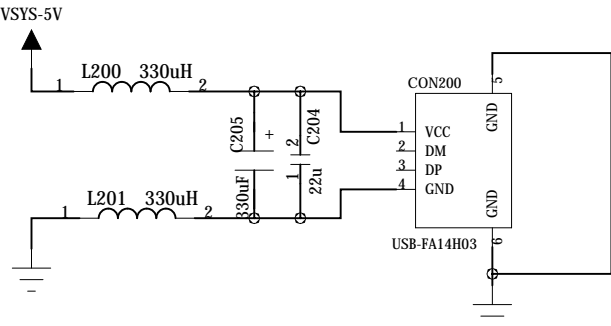 VSYS-5V
L200 330uH
1 2
CON200
5
GND
C205
+
330uF
2
C204
1
22u
1 VCC
2 DM
3 DP
4 GND
GND
6
L201 330uH
1 2
USB-FA14H03